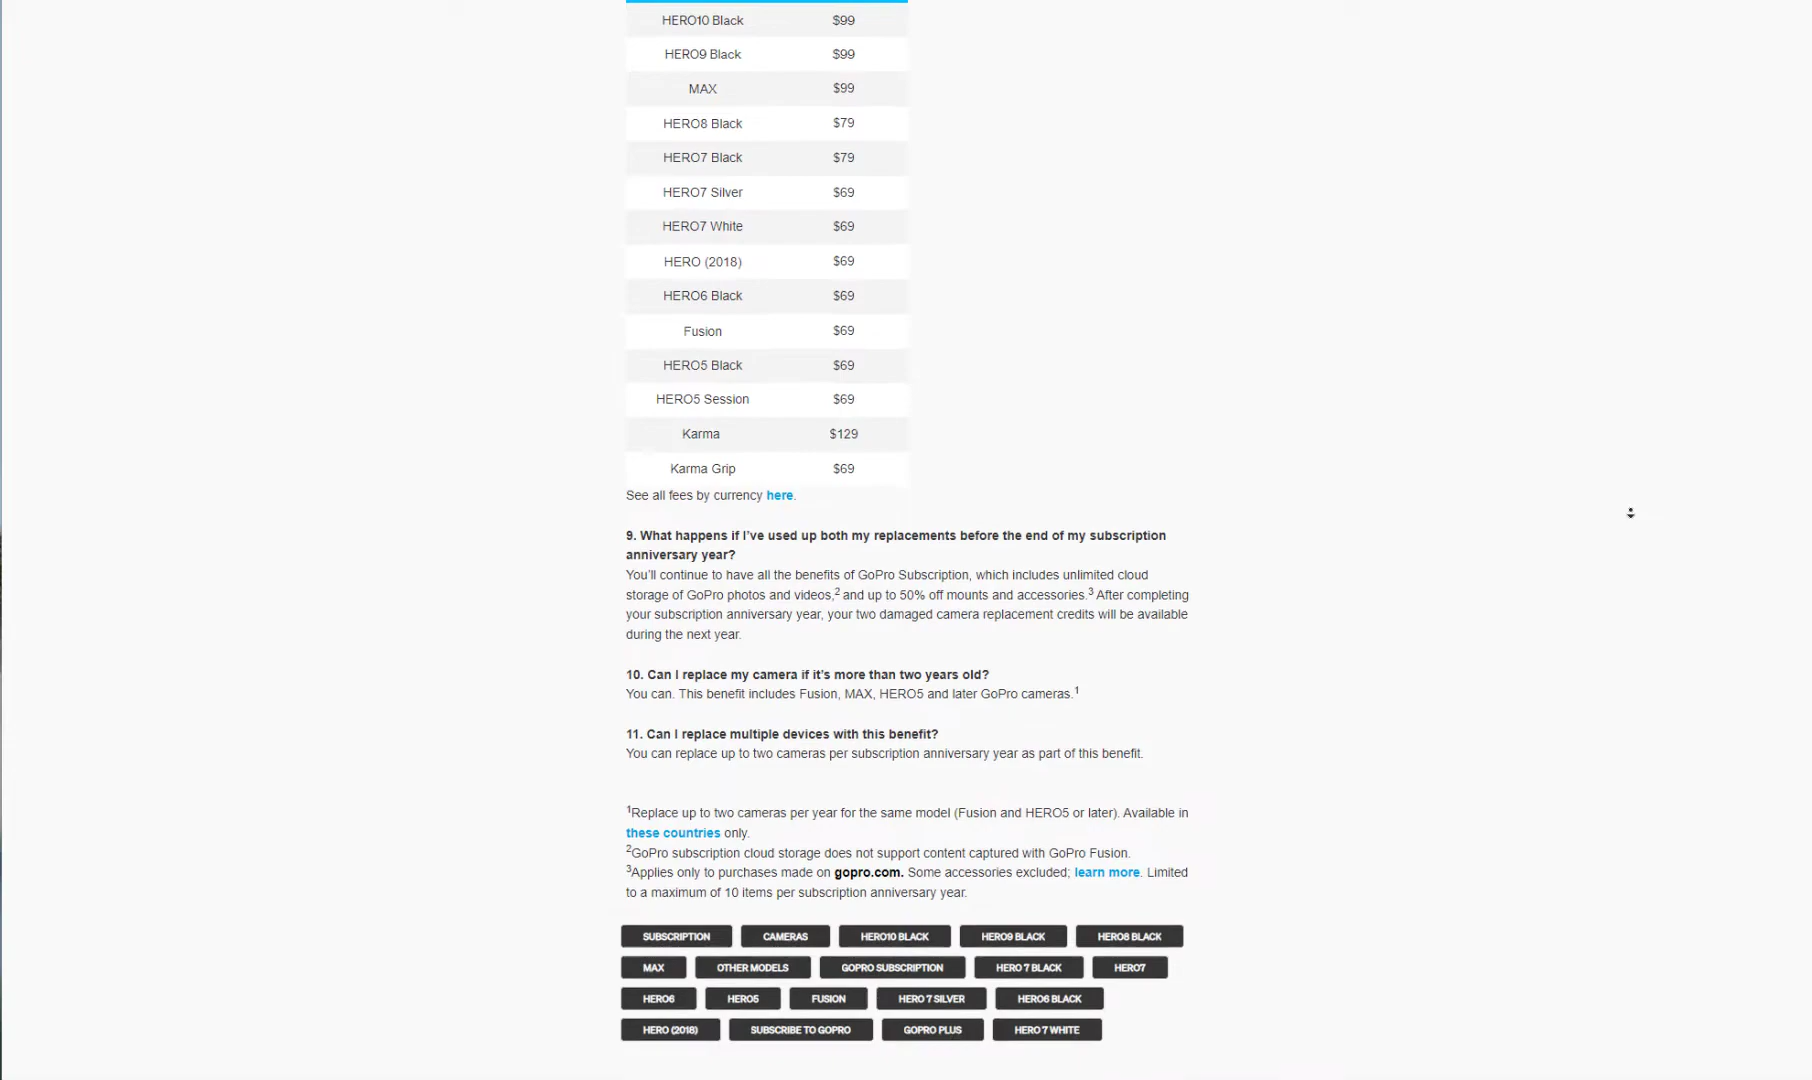 HERO10 Black $99
HERO9 Black $99
MAX $99
HERO8 Black $79
HERO7 Black $79
HERO7 Silver $69
HERO7 White $69
HERO (2018) $69
HERO6 Black $69
Fusion $69
HERO5 Black $69
HERO5 Session $69
Karma $129
Karma Grip $69
See all fees by currency here.
9. What happens if I’ve used up both my replacements before the end of my subscription
anniversary year?
You’ll continue to have all the benefits of GoPro Subscription, which includes unlimited cloud
storage of GoPro photos and videos,2 and up to 50% off mounts and accessories.3 After completing
your subscription anniversary year, your two damaged camera replacement credits will be available
during the next year.
10. Can I replace my camera if it’s more than two years old?
You can. This benefit includes Fusion, MAX, HERO5 and later GoPro cameras.1
11. Can I replace multiple devices with this benefit?
You can replace up to two cameras per subscription anniversary year as part of this benefit.
1Replace up to two cameras per year for the same model (Fusion and HERO5 or later). Available in
these countries only.
2GoPro subscription cloud storage does not support content captured with GoPro Fusion.
3Applies only to purchases made on gopro.com. Some accessories excluded; learn more. Limited
to a maximum of 10 items per subscription anniversary year.
SUBSCRIPTION CAMERAS HERO10 BLACK HERO9 BLACK HERO8 BLACK
MAX OTHER MODELS GOPRO SUBSCRIPTION HERO 7 BLACK HERO7
HERO6 HERO5 FUSION HERO 7 SILVER HERO6 BLACK
HERO (2018) SUBSCRIBE TO GOPRO GOPRO PLUS HERO 7 WHITE